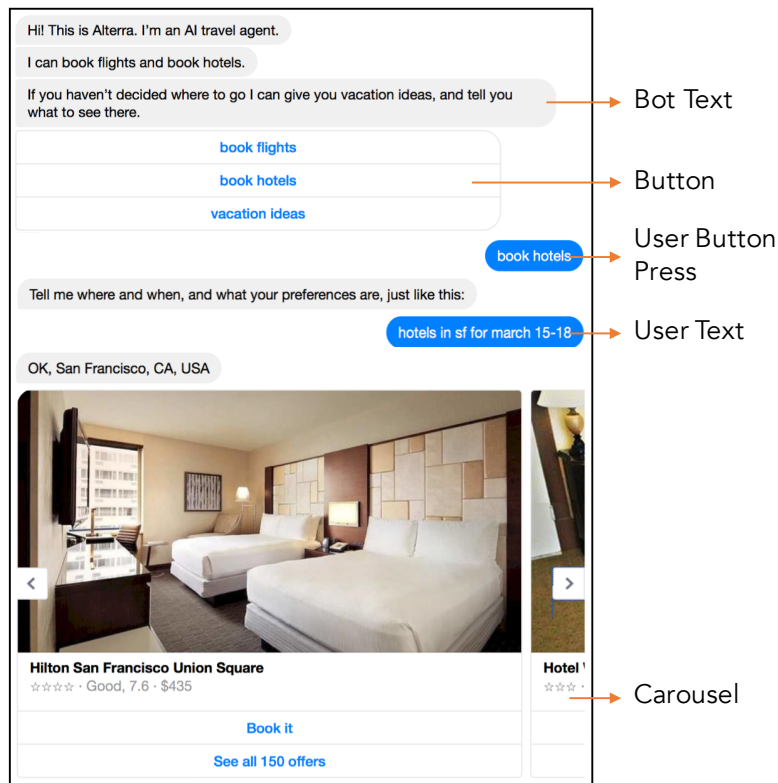 Hi! This is Alterra. I'm an AI travel agent.
I can book flights and book hotels.
If you haven't decided where to go I can give you vacation ideas, and tell you
what to see there.
Bot Text
book flights
book hotels
Button
vacation ideas
book hotels
User Button
Press
Tell me where and when, and what your preferences are, just like this:
hotels in sf for march 15-18
User Text
OK, San Francisco, CA, USA
Hilton San Francisco Union Square
☆☆☆☆ · Good, 7.6 · $435
Hotel
☆☆☆ ·
Carousel
Book it
See all 150 offers